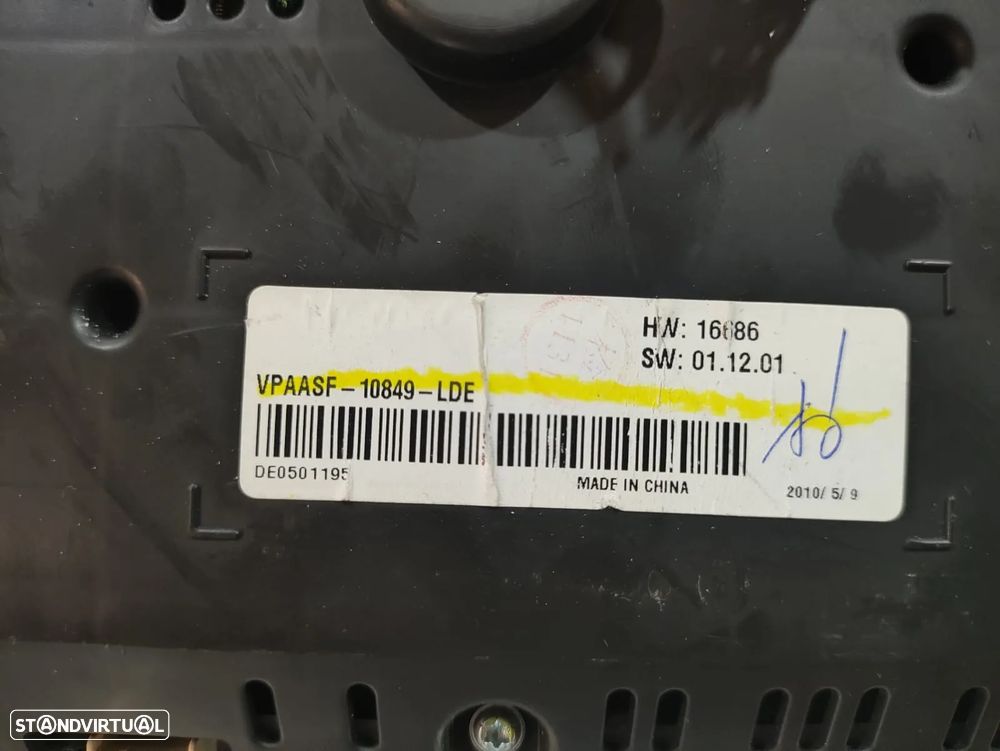 HW: 16686
SW: 01.12.01
VPAASF-10849-LDE
DE0501195
MADE IN CHINA
2010/ 5/ 9
STANDVIRTUAL